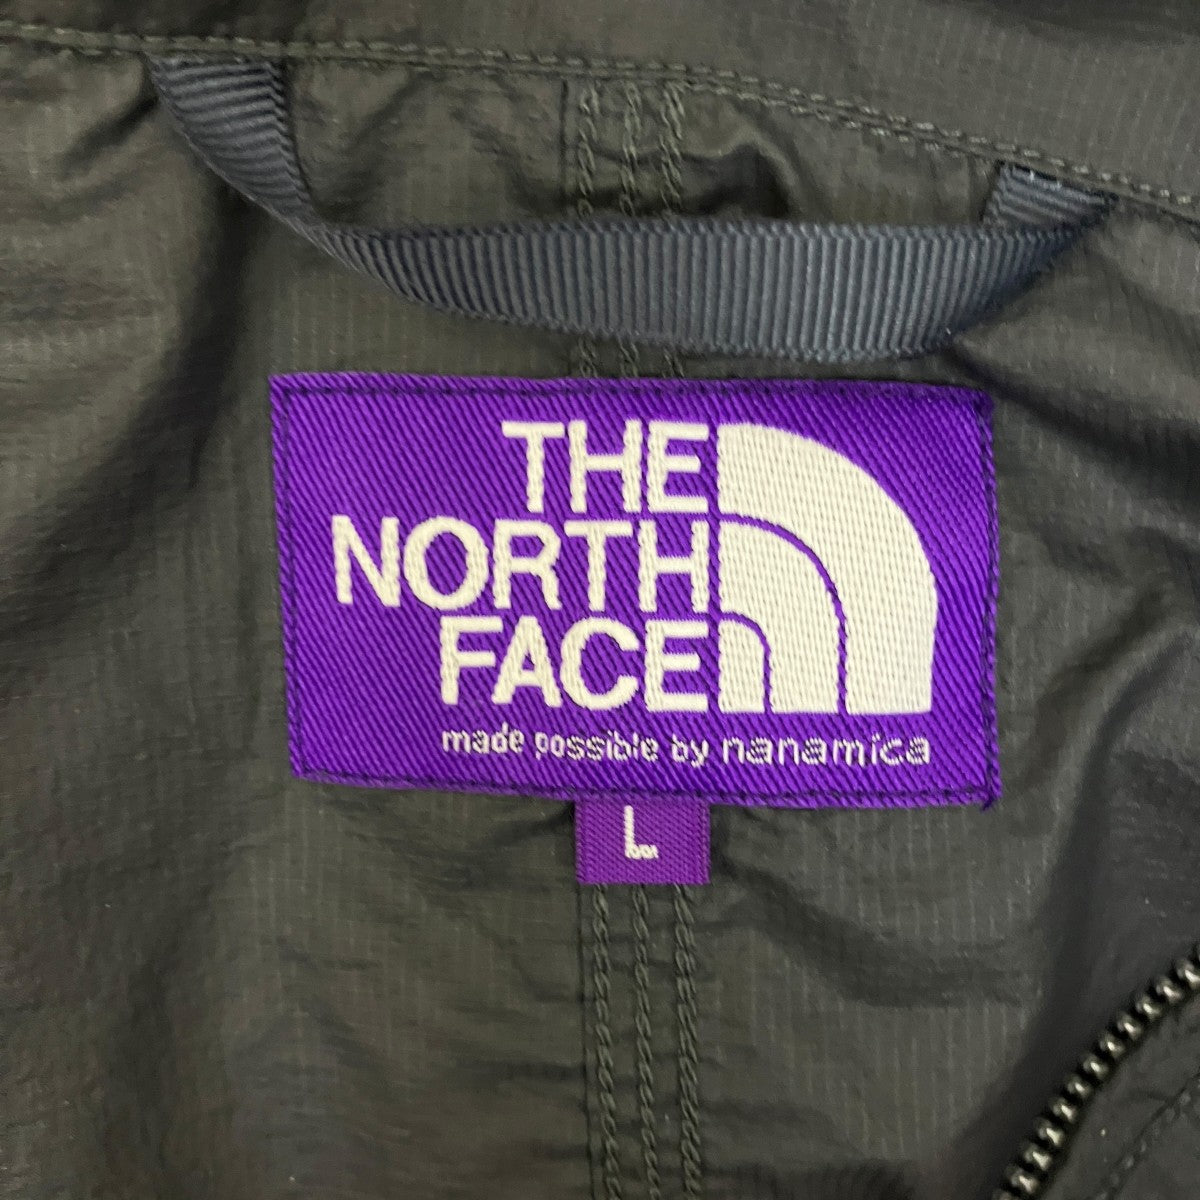 THE
NORTH
FACE
made possible by nanamica
L